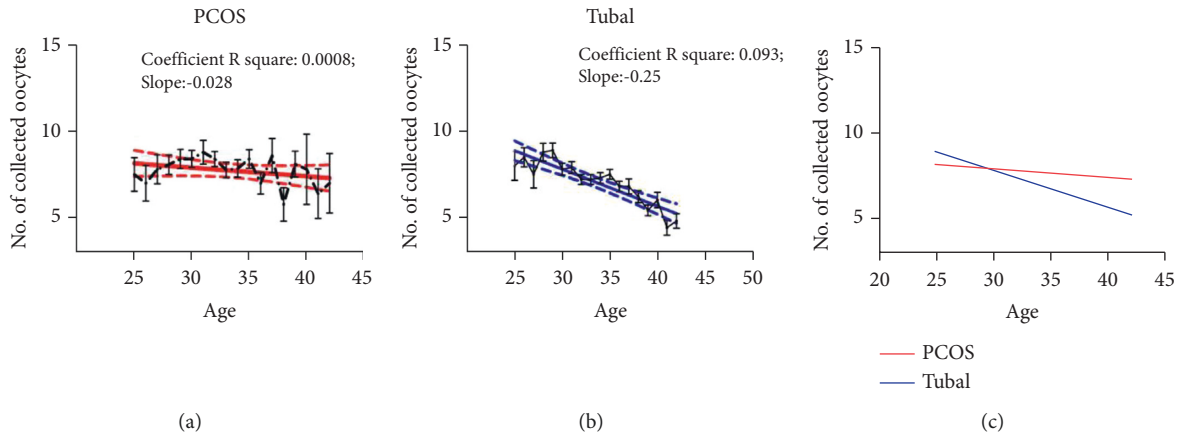 PCOS
Coefficient R square: 0.0008;
Slope:-0.028
No. of collected oocytes
15
10
5
20 25 30 35 40 45
Age
(a)
Tubal
Coefficient R square: 0.093;
Slope:-0.25
No. of collected oocytes
15
10
5
20 25 30 35 40 45 50
Age
(b)
No. of collected oocytes
15
10
5
20 25 30 35 40 45
Age
PCOS
Tubal
(c)